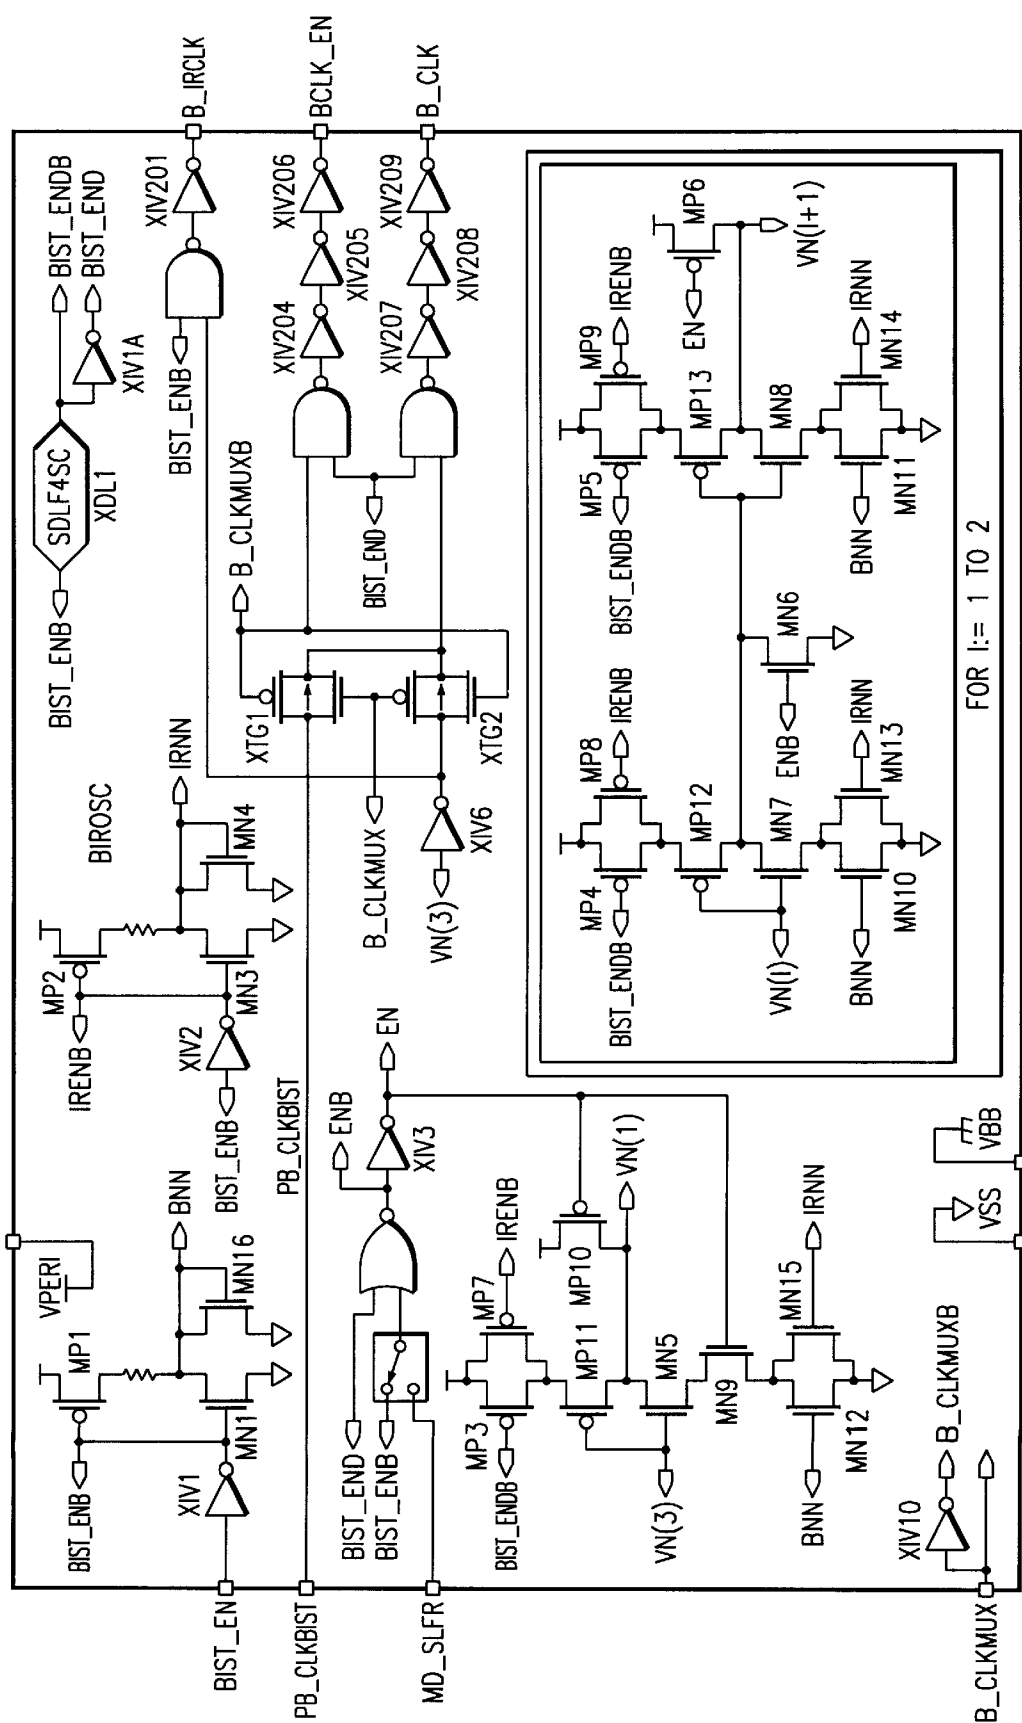 BIST_EN
PB_CLKBIST
MD_SLFR
B_CLKMUX
B_IRCLK
BCLK_EN
B_CLK
BIST_ENB
SDLF4SC
XDL1
BIST_ENDB
BIST_END
XIV1A
BIROSC
VPERI
BIST_ENB
MP1
XIV1
MN1
MN16
BNN
IRENB
MP2
BIST_ENB
XIV2
MN3
MN4
IRNN
BIST_ENB
XIV201
PB_CLKBIST
XTG1
B_CLKMUXB
B_CLKMUX
XTG2
VN(3)
XIV6
BIST_END
XIV204
XIV205
XIV206
XIV207
XIV208
XIV209
BIST_END
BIST_ENB
ENB
XIV3
EN
MP3
BIST_ENDB
MP7
IRENB
MP11
MP10
VN(1)
VN(3)
MN5
MN9
BNN
MN12
MN15
IRNN
XIV10
B_CLKMUXB
VSS
VBB
MP4
BIST_ENDB
MP8
IRENB
MP12
VN(I)
MN7
ENB
MN6
BNN
MN10
MN13
IRNN
MP5
BIST_ENDB
MP9
IRENB
MP13
EN
MP6
VN(I+1)
MN8
BNN
MN11
MN14
IRNN
FOR I:= 1 TO 2